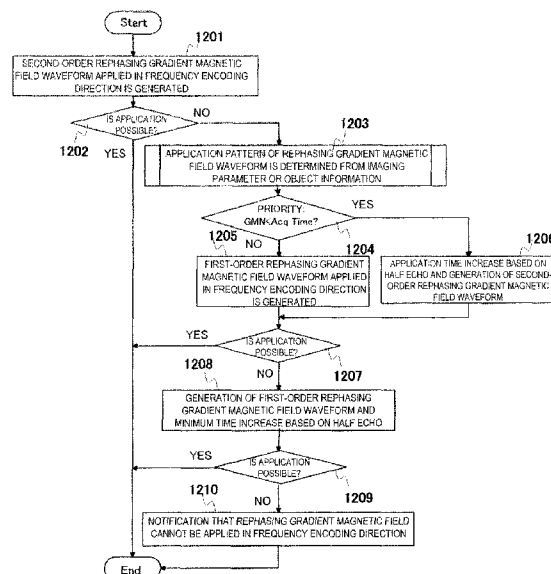 Start
1201
SECOND-ORDER REPHASING GRADIENT MAGNETIC
FIELD WAVEFORM APPLIED IN FREQUENCY ENCODING
DIRECTION IS GENERATED
IS APPLICATION
POSSIBLE?
NO
1202
YES
1203
APPLICATION PATTERN OF REPHASING GRADIENT MAGNETIC
FIELD WAVEFORM IS DETERMINED FROM IMAGING
PARAMETER OR OBJECT INFORMATION
PRIORITY:
GMN<Acq Time?
YES
1204
NO
1205
FIRST-ORDER REPHASING GRADIENT
MAGNETIC FIELD WAVEFORM APPLIED
IN FREQUENCY ENCODING DIRECTION
IS GENERATED
1206
APPLICATION TIME INCREASE BASED ON
HALF ECHO AND GENERATION OF SECOND-
ORDER REPHASING GRADIENT MAGNETIC
FIELD WAVEFORM
YES
IS APPLICATION
POSSIBLE?
1207
NO
1208
GENERATION OF FIRST-ORDER REPHASING
GRADIENT MAGNETIC FIELD WAVEFORM AND
MINIMUM TIME INCREASE BASED ON HALF ECHO
YES
IS APPLICATION
POSSIBLE?
1209
NO
1210
NOTIFICATION THAT REPHASING GRADIENT MAGNETIC FIELD
CANNOT BE APPLIED IN FREQUENCY ENCODING DIRECTION
End